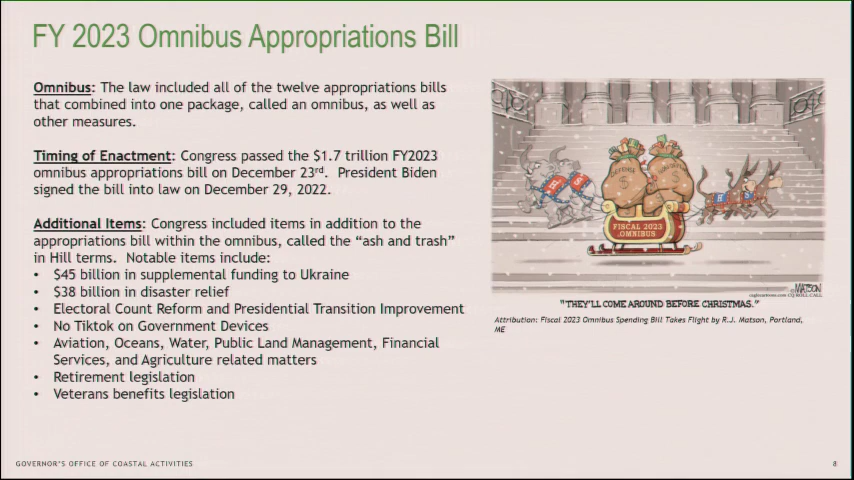 FY 2023 Omnibus Appropriations Bill
Omnibus: The law included all of the twelve appropriations bills
that combined into one package, called an omnibus, as well as
other measures.
Timing of Enactment: Congress passed the $1.7 trillion FY2023
omnibus appropriations bill on December 23rd. President Biden
signed the bill into law on December 29, 2022.
Additional Items: Congress included items in addition to the
appropriations bill within the omnibus, called the “ash and trash”
in Hill terms. Notable items include:
• $45 billion in supplemental funding to Ukraine
• $38 billion in disaster relief
• Electoral Count Reform and Presidential Transition Improvement
• No Tiktok on Government Devices
• Aviation, Oceans, Water, Public Land Management, Financial
Services, and Agriculture related matters
• Retirement legislation
• Veterans benefits legislation
DEFENSE
$
$
H S
H
FISCAL 2023
OMNIBUS
MATSON
CQ ROLL CALL
"THEY'LL COME AROUND BEFORE CHRISTMAS."
Attribution: Fiscal 2023 Omnibus Spending Bill Takes Flight by R.J. Matson, Portland,
ME
GOVERNOR'S OFFICE OF COASTAL ACTIVITIES
8